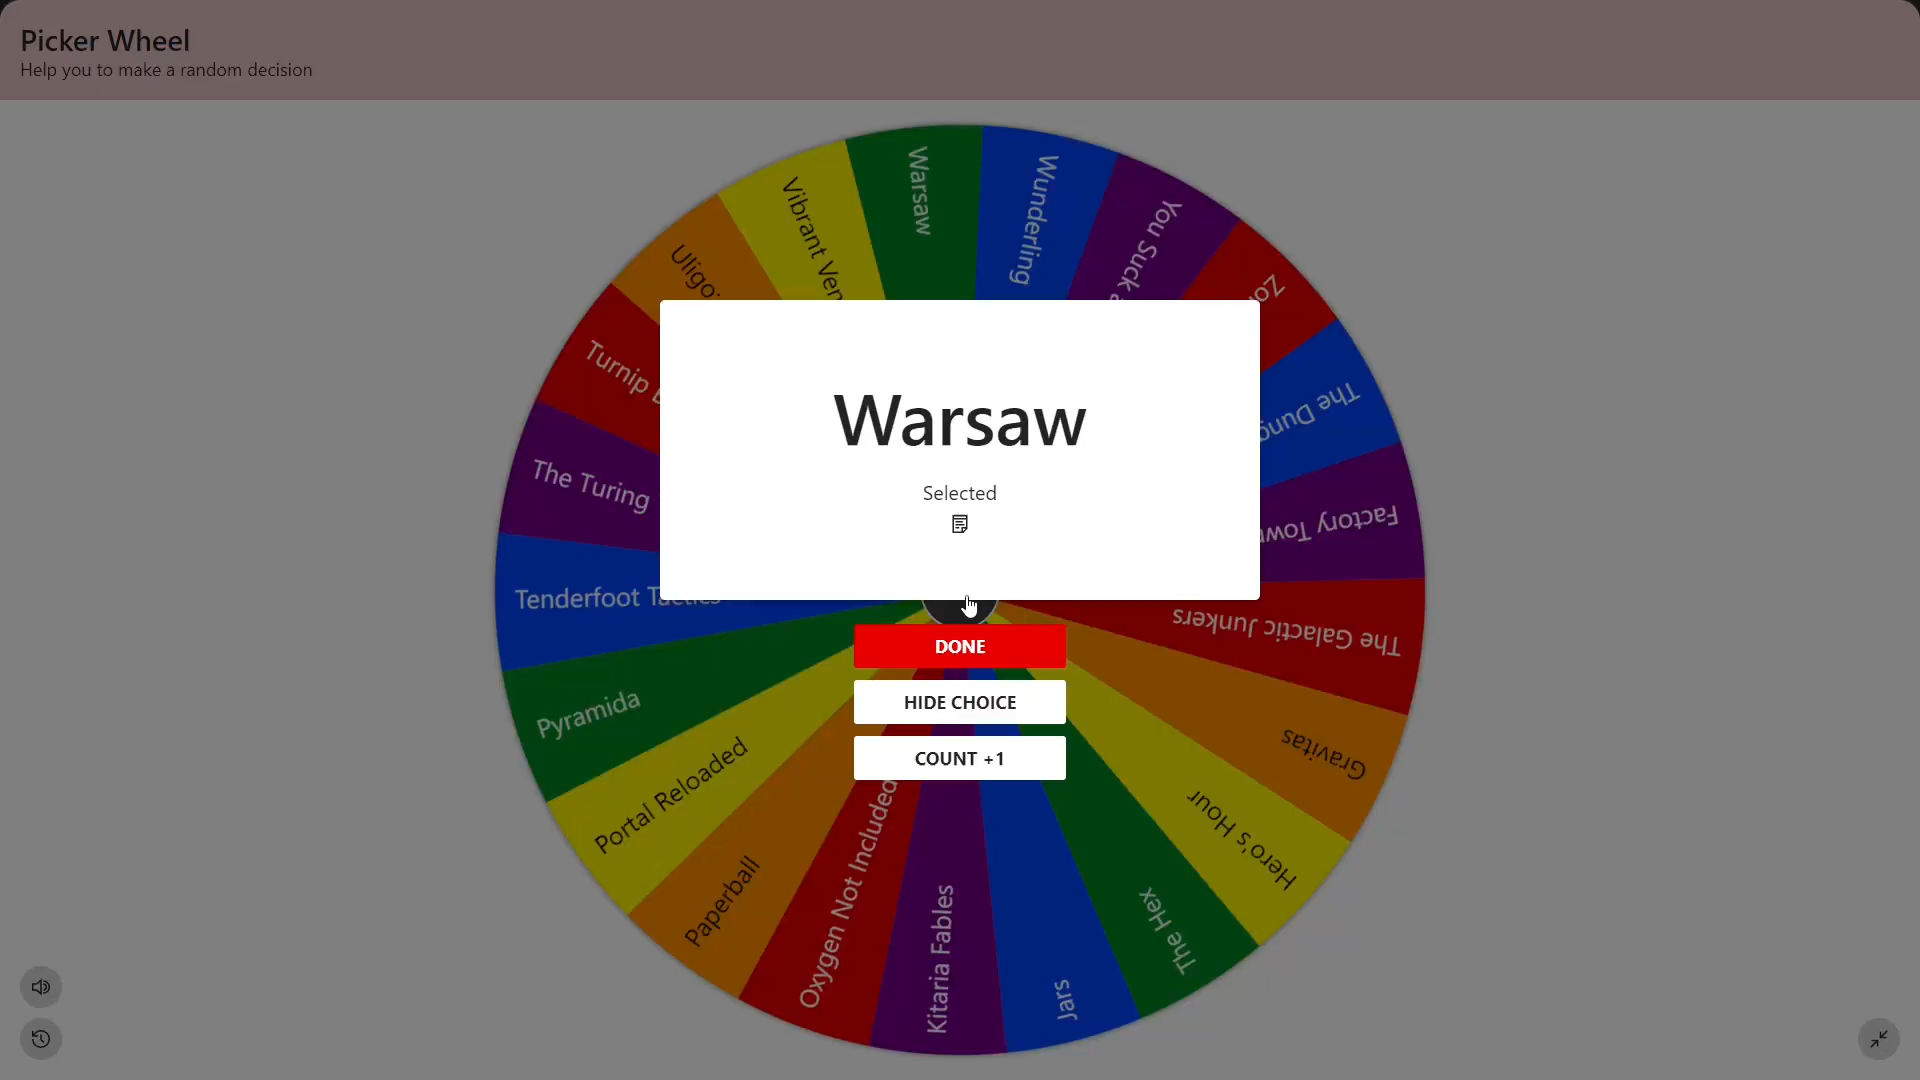 Picker Wheel
Help you to make a random decision
Warsaw
Wunderling
You Suck
The Dung
Factory Town
The Galactic Junkers
Gravitas
Hero's Hour
The Hex
Jars
Kitaria Fables
Oxygen Not Included
Paperball
Portal Reloaded
Pyramida
Tenderfoot Tactics
The Turing
Turnip
Vibrant Ven
Warsaw
Selected
DONE
HIDE CHOICE
COUNT +1